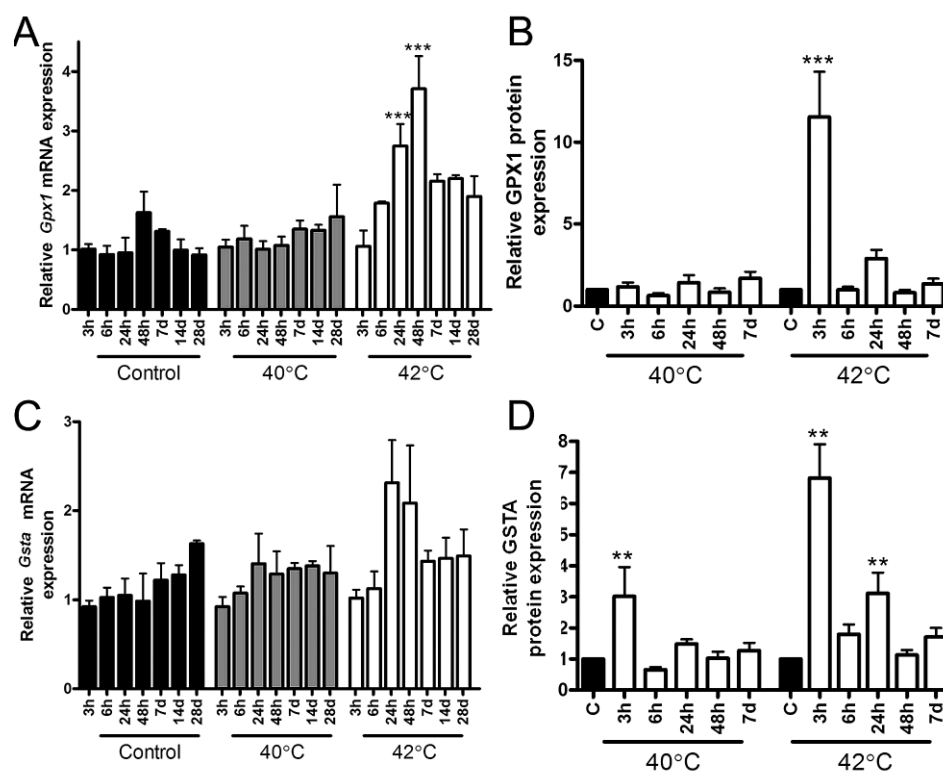 A
Relative Gpx1 mRNA expression
4
3
2
1
0
*** ***
3h 6h 24h 48h 7d 14d 28d 3h 6h 24h 48h 7d 14d 28d 3h 6h 24h 48h 7d 14d 28d
Control 40°C 42°C
B
Relative GPX1 protein
expression
15
10
5
0
***
C 3h 6h 24h 48h 7d C 3h 6h 24h 48h 7d
40°C 42°C
C
Relative Gsta mRNA
expression
3
2
1
0
3h 6h 24h 48h 7d 14d 28d 3h 6h 24h 48h 7d 14d 28d 3h 6h 24h 48h 7d 14d 28d
Control 40°C 42°C
D
Relative GSTA
protein expression
8
7
6
5
4
3
2
1
0
** ** **
C 3h 6h 24h 48h 7d C 3h 6h 24h 48h 7d
40°C 42°C